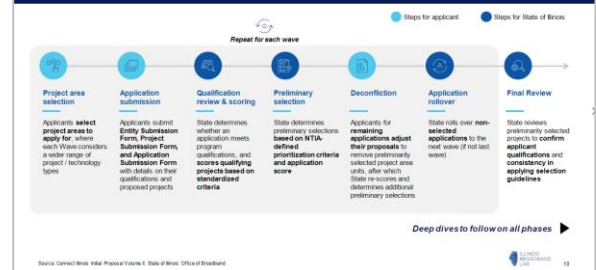 Steps for applicant
Steps for State of Illinois
Repeat for each wave
Project area
selection
Applicants select
project areas to
apply for, where
each Wave considers
a wider range of
project / technology
types
Application
submission
Applicants submit
Entity Submission
Form, Project
Submission Form,
and Application
Submission Form
with details on their
qualifications and
proposed projects
Qualification
review & scoring
State determines
whether an
application meets
program
qualifications, and
scores qualifying
projects based on
standardized
criteria
Preliminary
selection
State determines
preliminary selections
based on NTIA-
defined
prioritization criteria
and application
score
Deconfliction
Applicants for
remaining
applications adjust
their proposals to
remove preliminarily
selected project area
units, after which
State re-scores and
determines additional
preliminary selections
Application
rollover
State rolls over non-
selected
applications to the
next wave (if not last
wave)
Final Review
State reviews
preliminarily selected
projects to confirm
applicant
qualifications and
consistency in
applying selection
guidelines
Deep dives to follow on all phases
Source: Connect Illinois Initial Proposal Volume II, State of Illinois Office of Broadband
ILLINOIS
BROADBAND
LAB